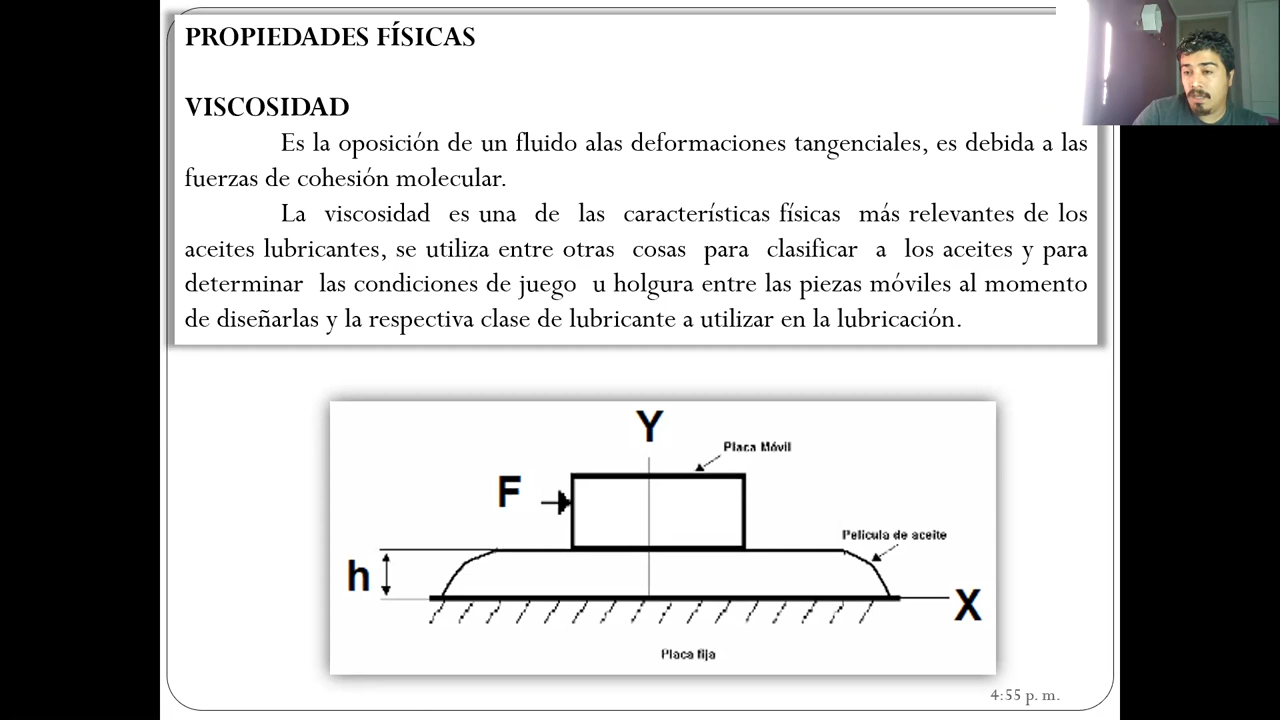 PROPIEDADES FÍSICAS
VISCOSIDAD
Es la oposición de un fluido alas deformaciones tangenciales, es debida a las
fuerzas de cohesión molecular.
La viscosidad es una de las características físicas más relevantes de los
aceites lubricantes, se utiliza entre otras cosas para clasificar a los aceites y para
determinar las condiciones de juego u holgura entre las piezas móviles al momento
de diseñarlas y la respectiva clase de lubricante a utilizar en la lubricación.
Y
Placa Móvil
F
Pelicula de aceite
h
X
Placa fija
4:55 p. m.